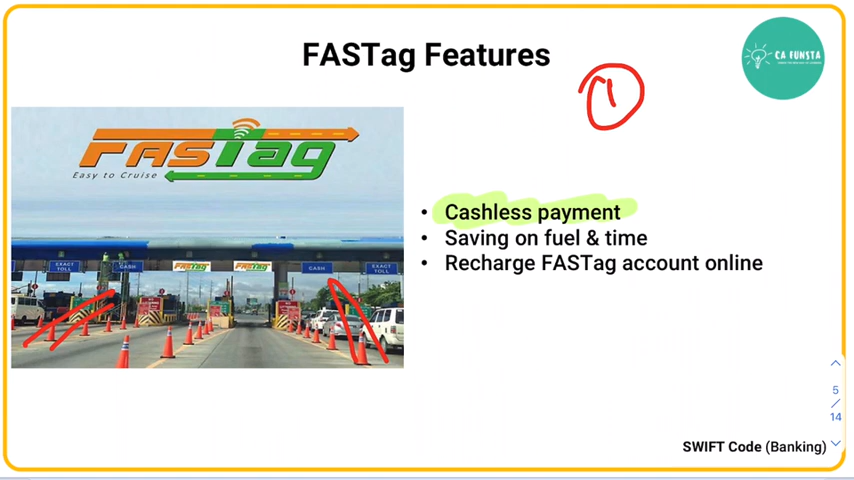 FASTag Features
CA FUNSTA
1
FASTag
Easy to Cruise
EXACT TOLL
CASH
FASTag
FASTag
CASH
EXACT TOLL
• Cashless payment
• Saving on fuel & time
• Recharge FASTag account online
5
/
14
SWIFT Code (Banking)